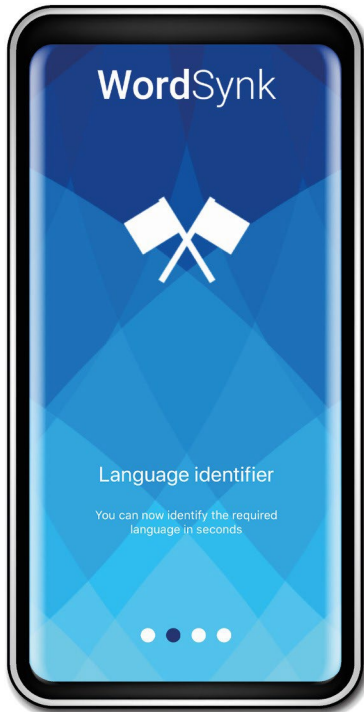 WordSynk
Language identifier
You can now identify the required
language in seconds